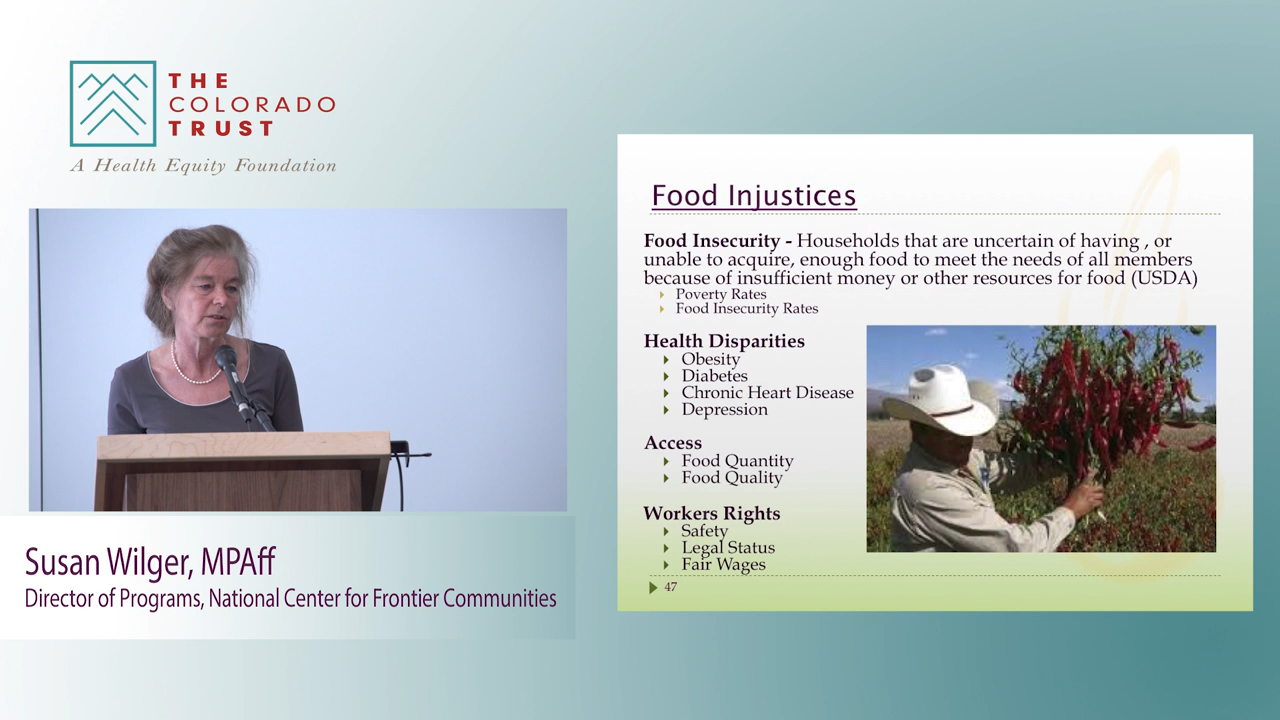 THE
COLORADO
TRUST
A Health Equity Foundation
Susan Wilger, MPAff
Director of Programs, National Center for Frontier Communities
Food Injustices
Food Insecurity - Households that are uncertain of having , or
unable to acquire, enough food to meet the needs of all members
because of insufficient money or other resources for food (USDA)
Poverty Rates
Food Insecurity Rates
Health Disparities
Obesity
Diabetes
Chronic Heart Disease
Depression
Access
Food Quantity
Food Quality
Workers Rights
Safety
Legal Status
Fair Wages
47